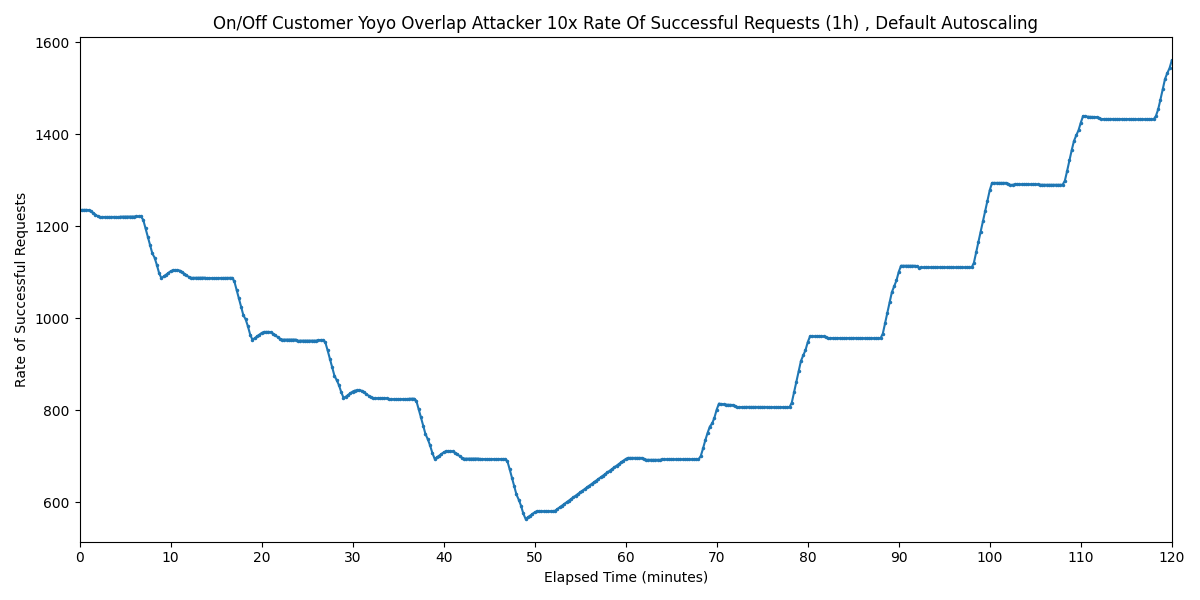 On/Off Customer Yoyo Overlap Attacker 10x Rate Of Successful Requests (1h) , Default Autoscaling
Rate of Successful Requests
1600
1400
1200
1000
800
600
0 10 20 30 40 50 60 70 80 90 100 110 120
Elapsed Time (minutes)